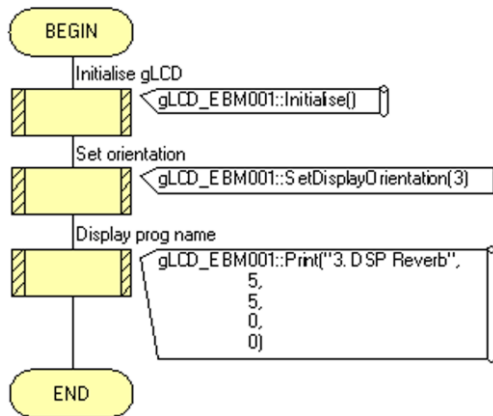 BEGIN
Initialise gLCD
gLCD_EBM001::Initialise()
Set orientation
gLCD_EBM001::SetDisplayOrientation(3)
Display prog name
gLCD_EBM001::Print("3. DSP Reverb",
5,
5,
0,
0)
END